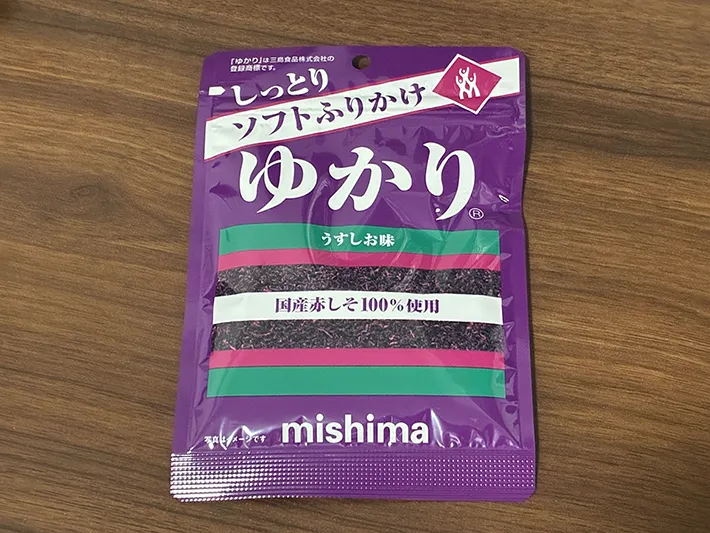 「ゆかり」は三島食品株式会社の
登録商標です。
しっとり
ソフトふりかけ
ゆかり®
うすしお味
国産赤しそ100%使用
写真はイメージです
mishima